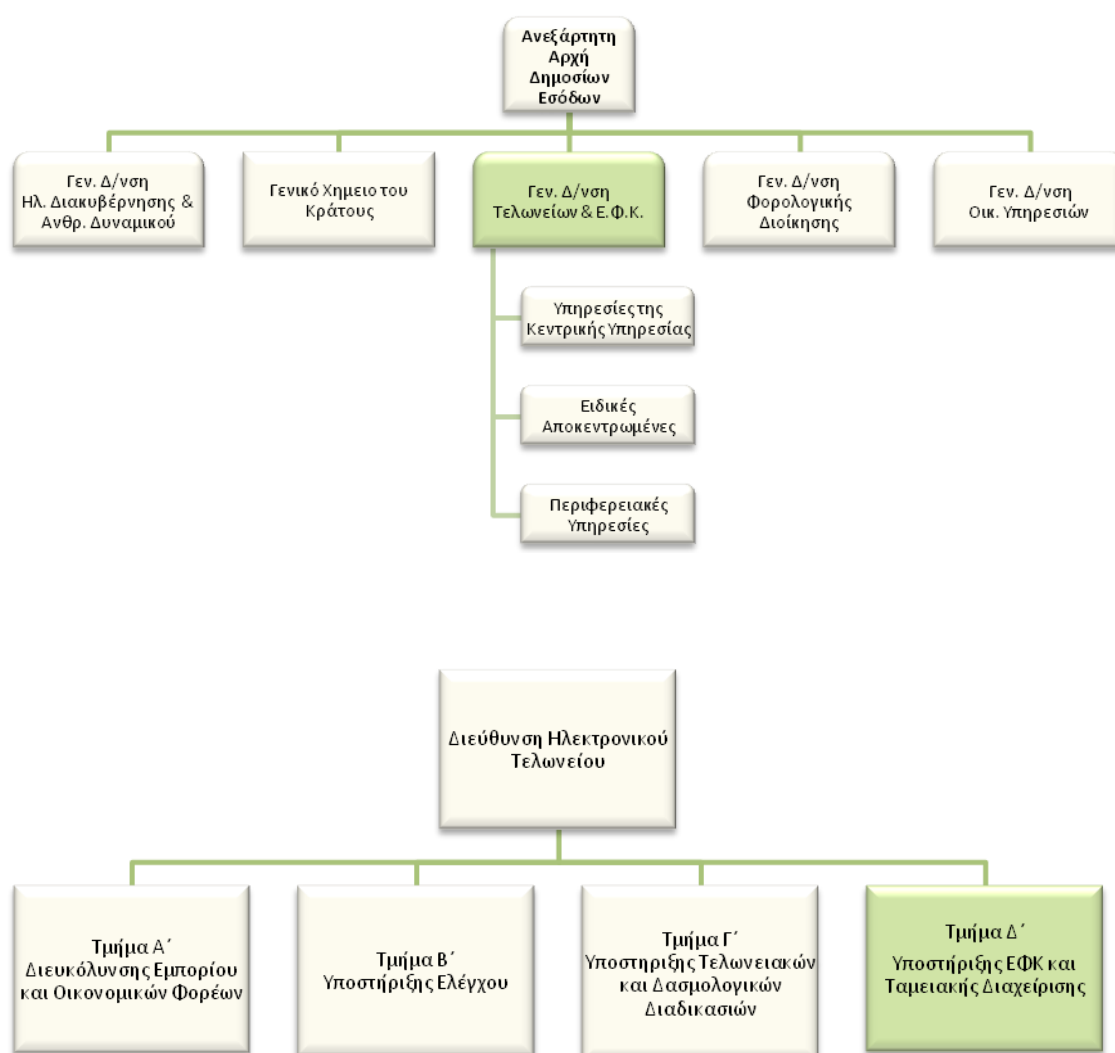 Ανεξάρτητη
Αρχή
Δημοσίων
Εσόδων
Γεν. Δ/νση
Ηλ. Διακυβέρνησης &
Ανθρ. Δυναμικού
Γενικό Χημειο του
Κράτους
Γεν. Δ/νση
Τελωνείων & Ε.Φ.Κ.
Γεν. Δ/νση
Φορολογικής
Διοίκησης
Γεν. Δ/νση
Οικ. Υπηρεσιών
Υπηρεσίες της
Κεντρικής Υπηρεσίας
Ειδικές
Αποκεντρωμένες
Περιφερειακές
Υπηρεσίες
Διεύθυνση Ηλεκτρονικού
Τελωνείου
Τμήμα Α΄
Διευκόλυνσης Εμπορίου
και Οικονομικών Φορέων
Τμήμα Β΄
Υποστήριξης Ελέγχου
Τμήμα Γ΄
Υποστηριξης Τελωνειακών
και Δασμολογικών
Διαδικασιών
Τμήμα Δ΄
Υποστήριξης ΕΦΚ και
Ταμειακής Διαχείρισης